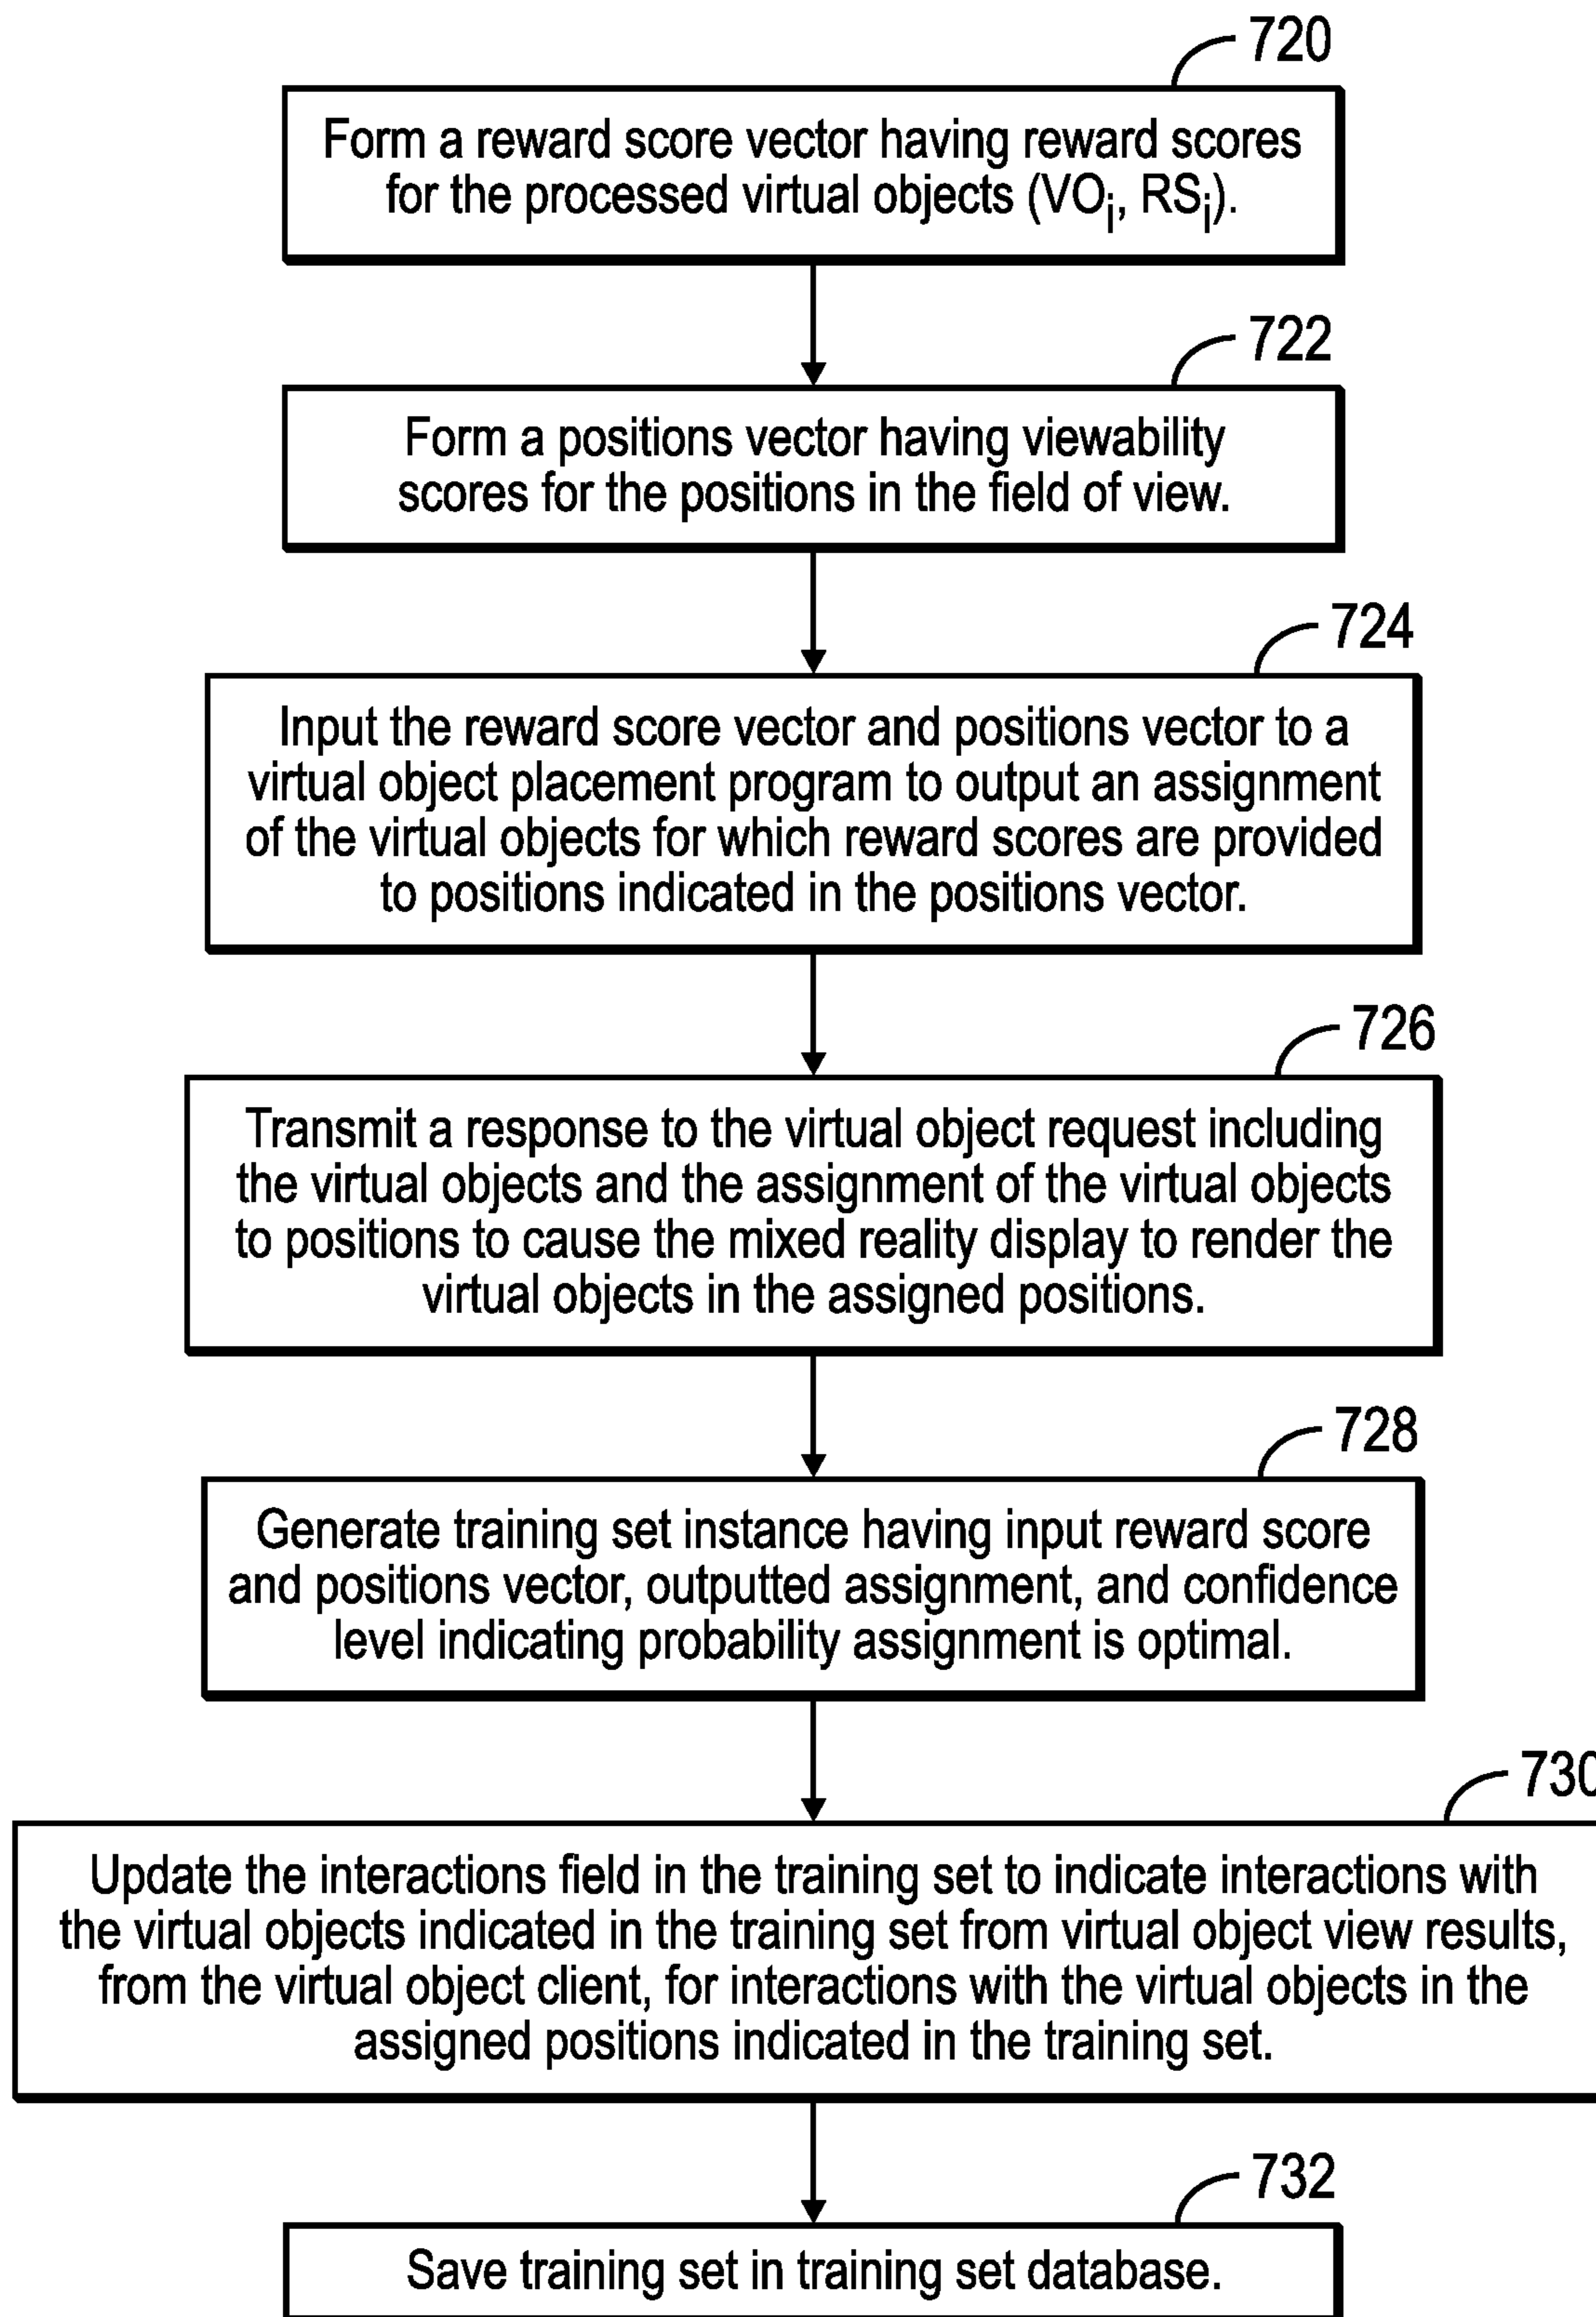 720
Form a reward score vector having reward scores
for the processed virtual objects (VOi, RSi).
722
Form a positions vector having viewability
scores for the positions in the field of view.
724
Input the reward score vector and positions vector to a
virtual object placement program to output an assignment
of the virtual objects for which reward scores are provided
to positions indicated in the positions vector.
726
Transmit a response to the virtual object request including
the virtual objects and the assignment of the virtual objects
to positions to cause the mixed reality display to render the
virtual objects in the assigned positions.
728
Generate training set instance having input reward score
and positions vector, outputted assignment, and confidence
level indicating probability assignment is optimal.
730
Update the interactions field in the training set to indicate interactions with
the virtual objects indicated in the training set from virtual object view results,
from the virtual object client, for interactions with the virtual objects in the
assigned positions indicated in the training set.
732
Save training set in training set database.